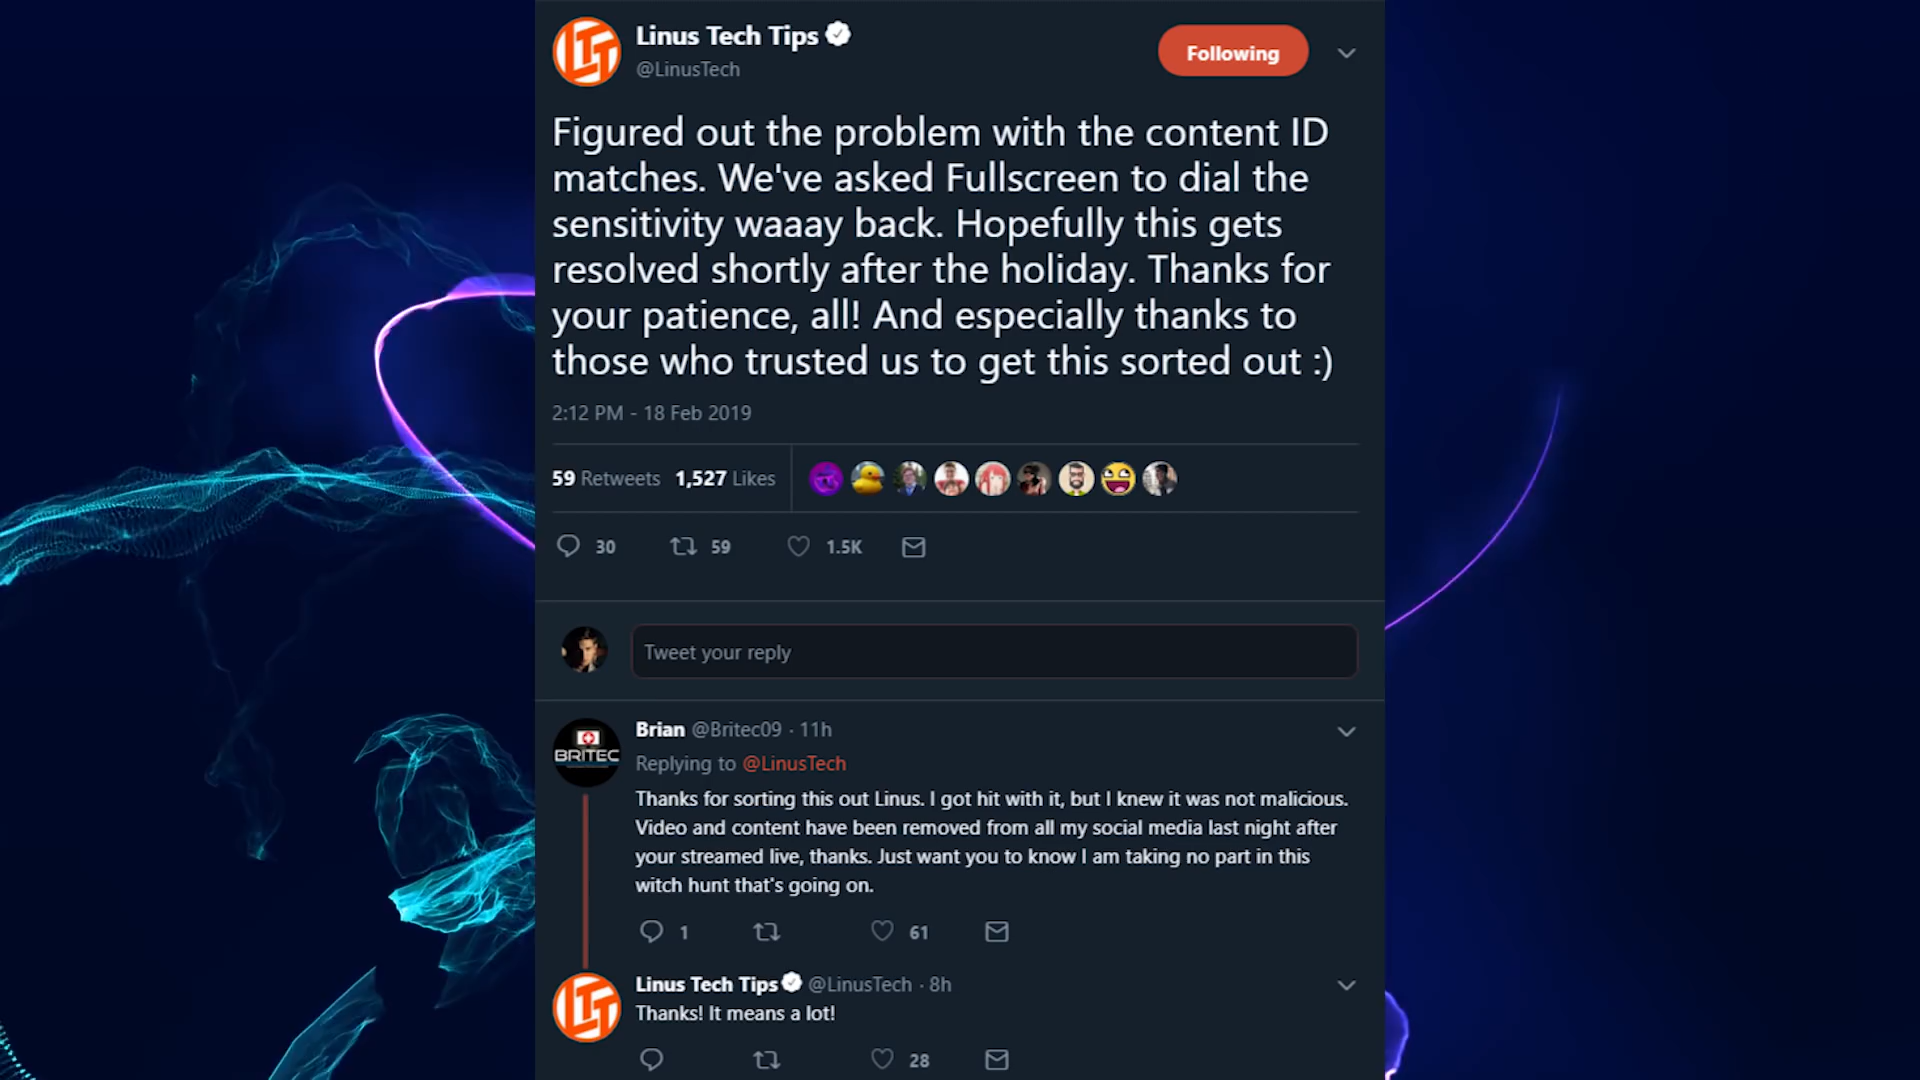 Linus Tech Tips
@LinusTech
Following
Figured out the problem with the content ID
matches. We've asked Fullscreen to dial the
sensitivity waaay back. Hopefully this gets
resolved shortly after the holiday. Thanks for
your patience, all! And especially thanks to
those who trusted us to get this sorted out :)
2:12 PM - 18 Feb 2019
59 Retweets 1,527 Likes
30 59 1.5K
Tweet your reply
BRITEC
Brian @Britec09 · 11h
Replying to @LinusTech
Thanks for sorting this out Linus. I got hit with it, but I knew it was not malicious.
Video and content have been removed from all my social media last night after
your streamed live, thanks. Just want you to know I am taking no part in this
witch hunt that's going on.
1 61
Linus Tech Tips @LinusTech · 8h
Thanks! It means a lot!
28